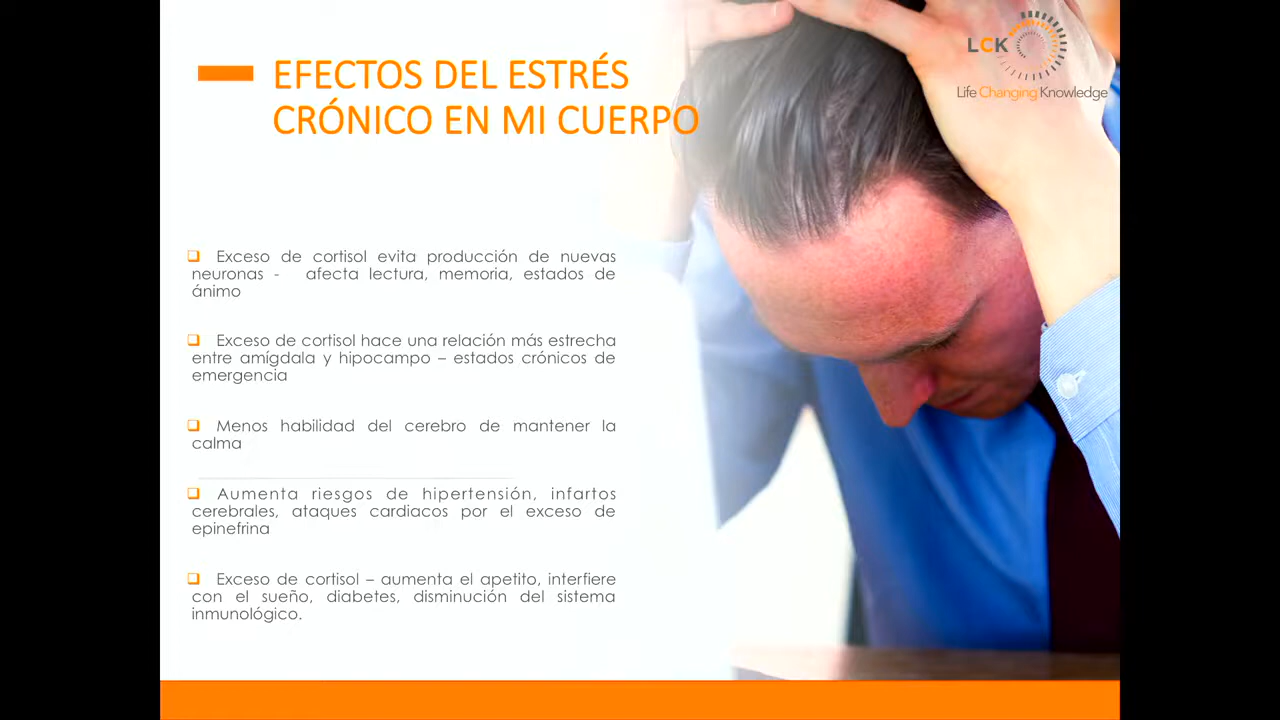 LCK
Life Changing Knowledge
EFECTOS DEL ESTRÉS
CRÓNICO EN MI CUERPO
❑ Exceso de cortisol evita producción de nuevas
neuronas - afecta lectura, memoria, estados de
ánimo
❑ Exceso de cortisol hace una relación más estrecha
entre amígdala y hipocampo – estados crónicos de
emergencia
❑ Menos habilidad del cerebro de mantener la
calma
❑ Aumenta riesgos de hipertensión, infartos
cerebrales, ataques cardiacos por el exceso de
epinefrina
❑ Exceso de cortisol – aumenta el apetito, interfiere
con el sueño, diabetes, disminución del sistema
inmunológico.